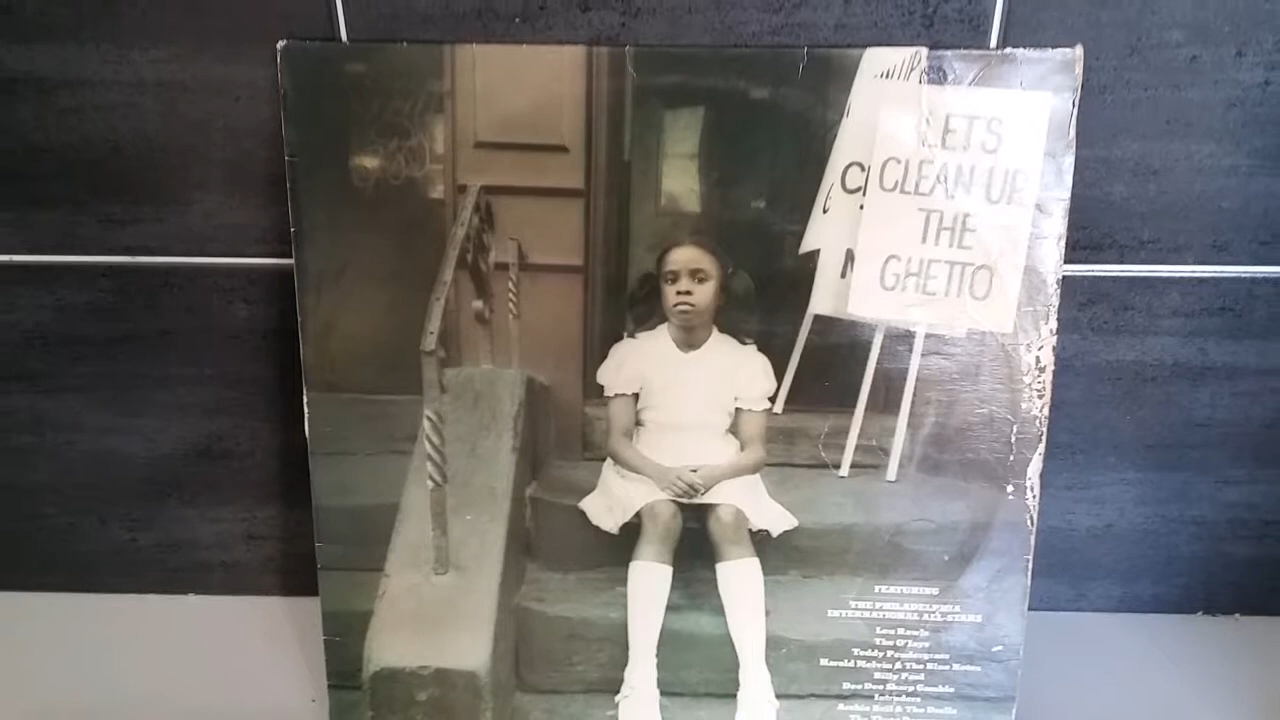 LETS
CLEAN UP
THE
GHETTO
FEATURING
THE PHILADELPHIA
INTERNATIONAL ALL-STARS
Lou Rawls
The O'Jays
Teddy Pendergrass
Harold Melvin & The Blue Notes
Billy Paul
Dee Dee Sharp Gamble
Intruders
Archie Bell & The Drells